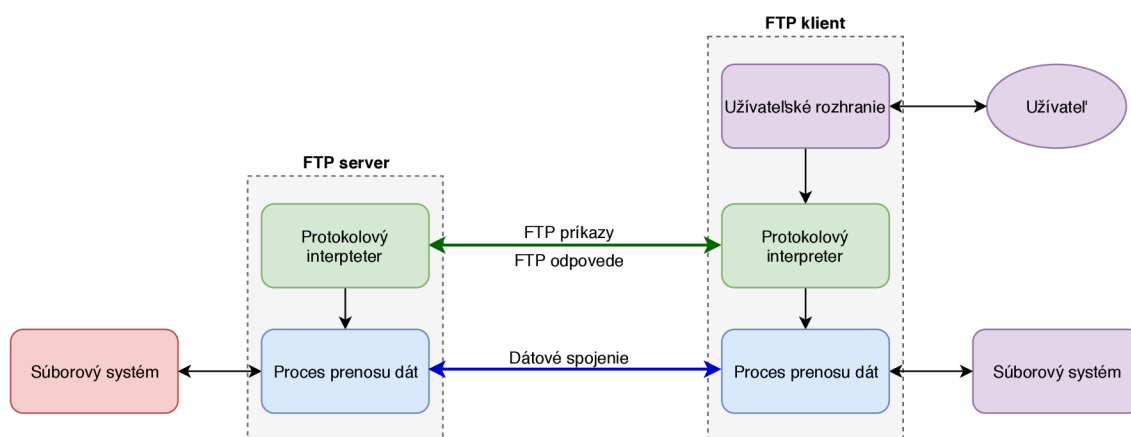 FTP klient
Užívateľské rozhranie
Užívateľ
FTP server
Protokolový
interpteter
FTP príkazy
FTP odpovede
Protokolový
interpreter
Súborový systém
Proces prenosu dát
Dátové spojenie
Proces prenosu dát
Súborový systém